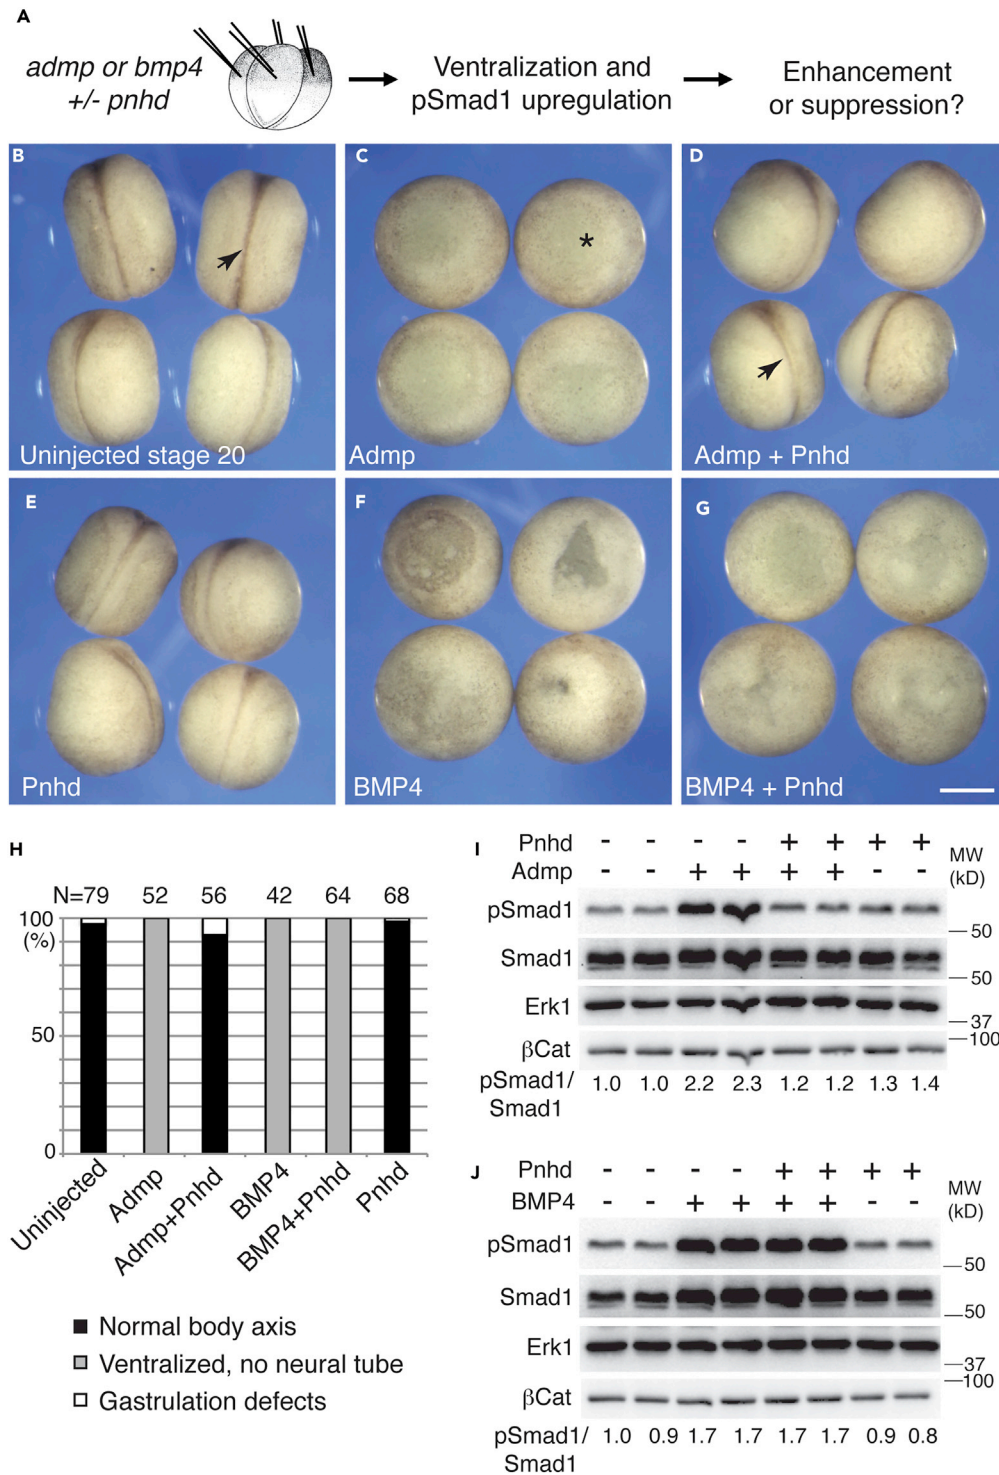 A
admp or bmp4
+/- pnhd
Ventralization and
pSmad1 upregulation
Enhancement
or suppression?
B
Uninjected stage 20
C
*
Admp
D
Admp + Pnhd
E
Pnhd
F
BMP4
G
BMP4 + Pnhd
H
N=79 52 56 42 64 68
100
(%)
50
0
Uninjected
Admp
Admp+Pnhd
BMP4
BMP4+Pnhd
Pnhd
Normal body axis
Ventralized, no neural tube
Gastrulation defects
I
Pnhd - - - - + + + +
Admp - - + + + + - -
MW
(kD)
pSmad1
50
Smad1
50
Erk1
37
100
βCat
pSmad1/
Smad1
1.0 1.0 2.2 2.3 1.2 1.2 1.3 1.4
J
Pnhd - - - - + + + +
BMP4 - - + + + + - -
MW
(kD)
pSmad1
50
Smad1
50
Erk1
37
100
βCat
pSmad1/
Smad1
1.0 0.9 1.7 1.7 1.7 1.7 0.9 0.8